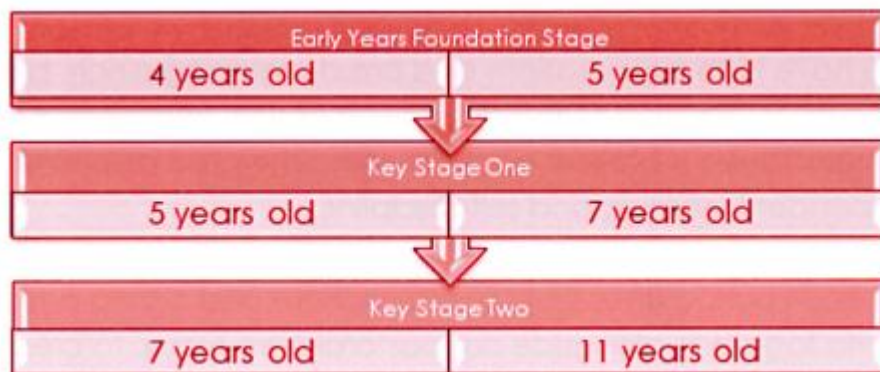 Early Years Foundation Stage
4 years old 5 years old
Key Stage One
5 years old 7 years old
Key Stage Two
7 years old 11 years old